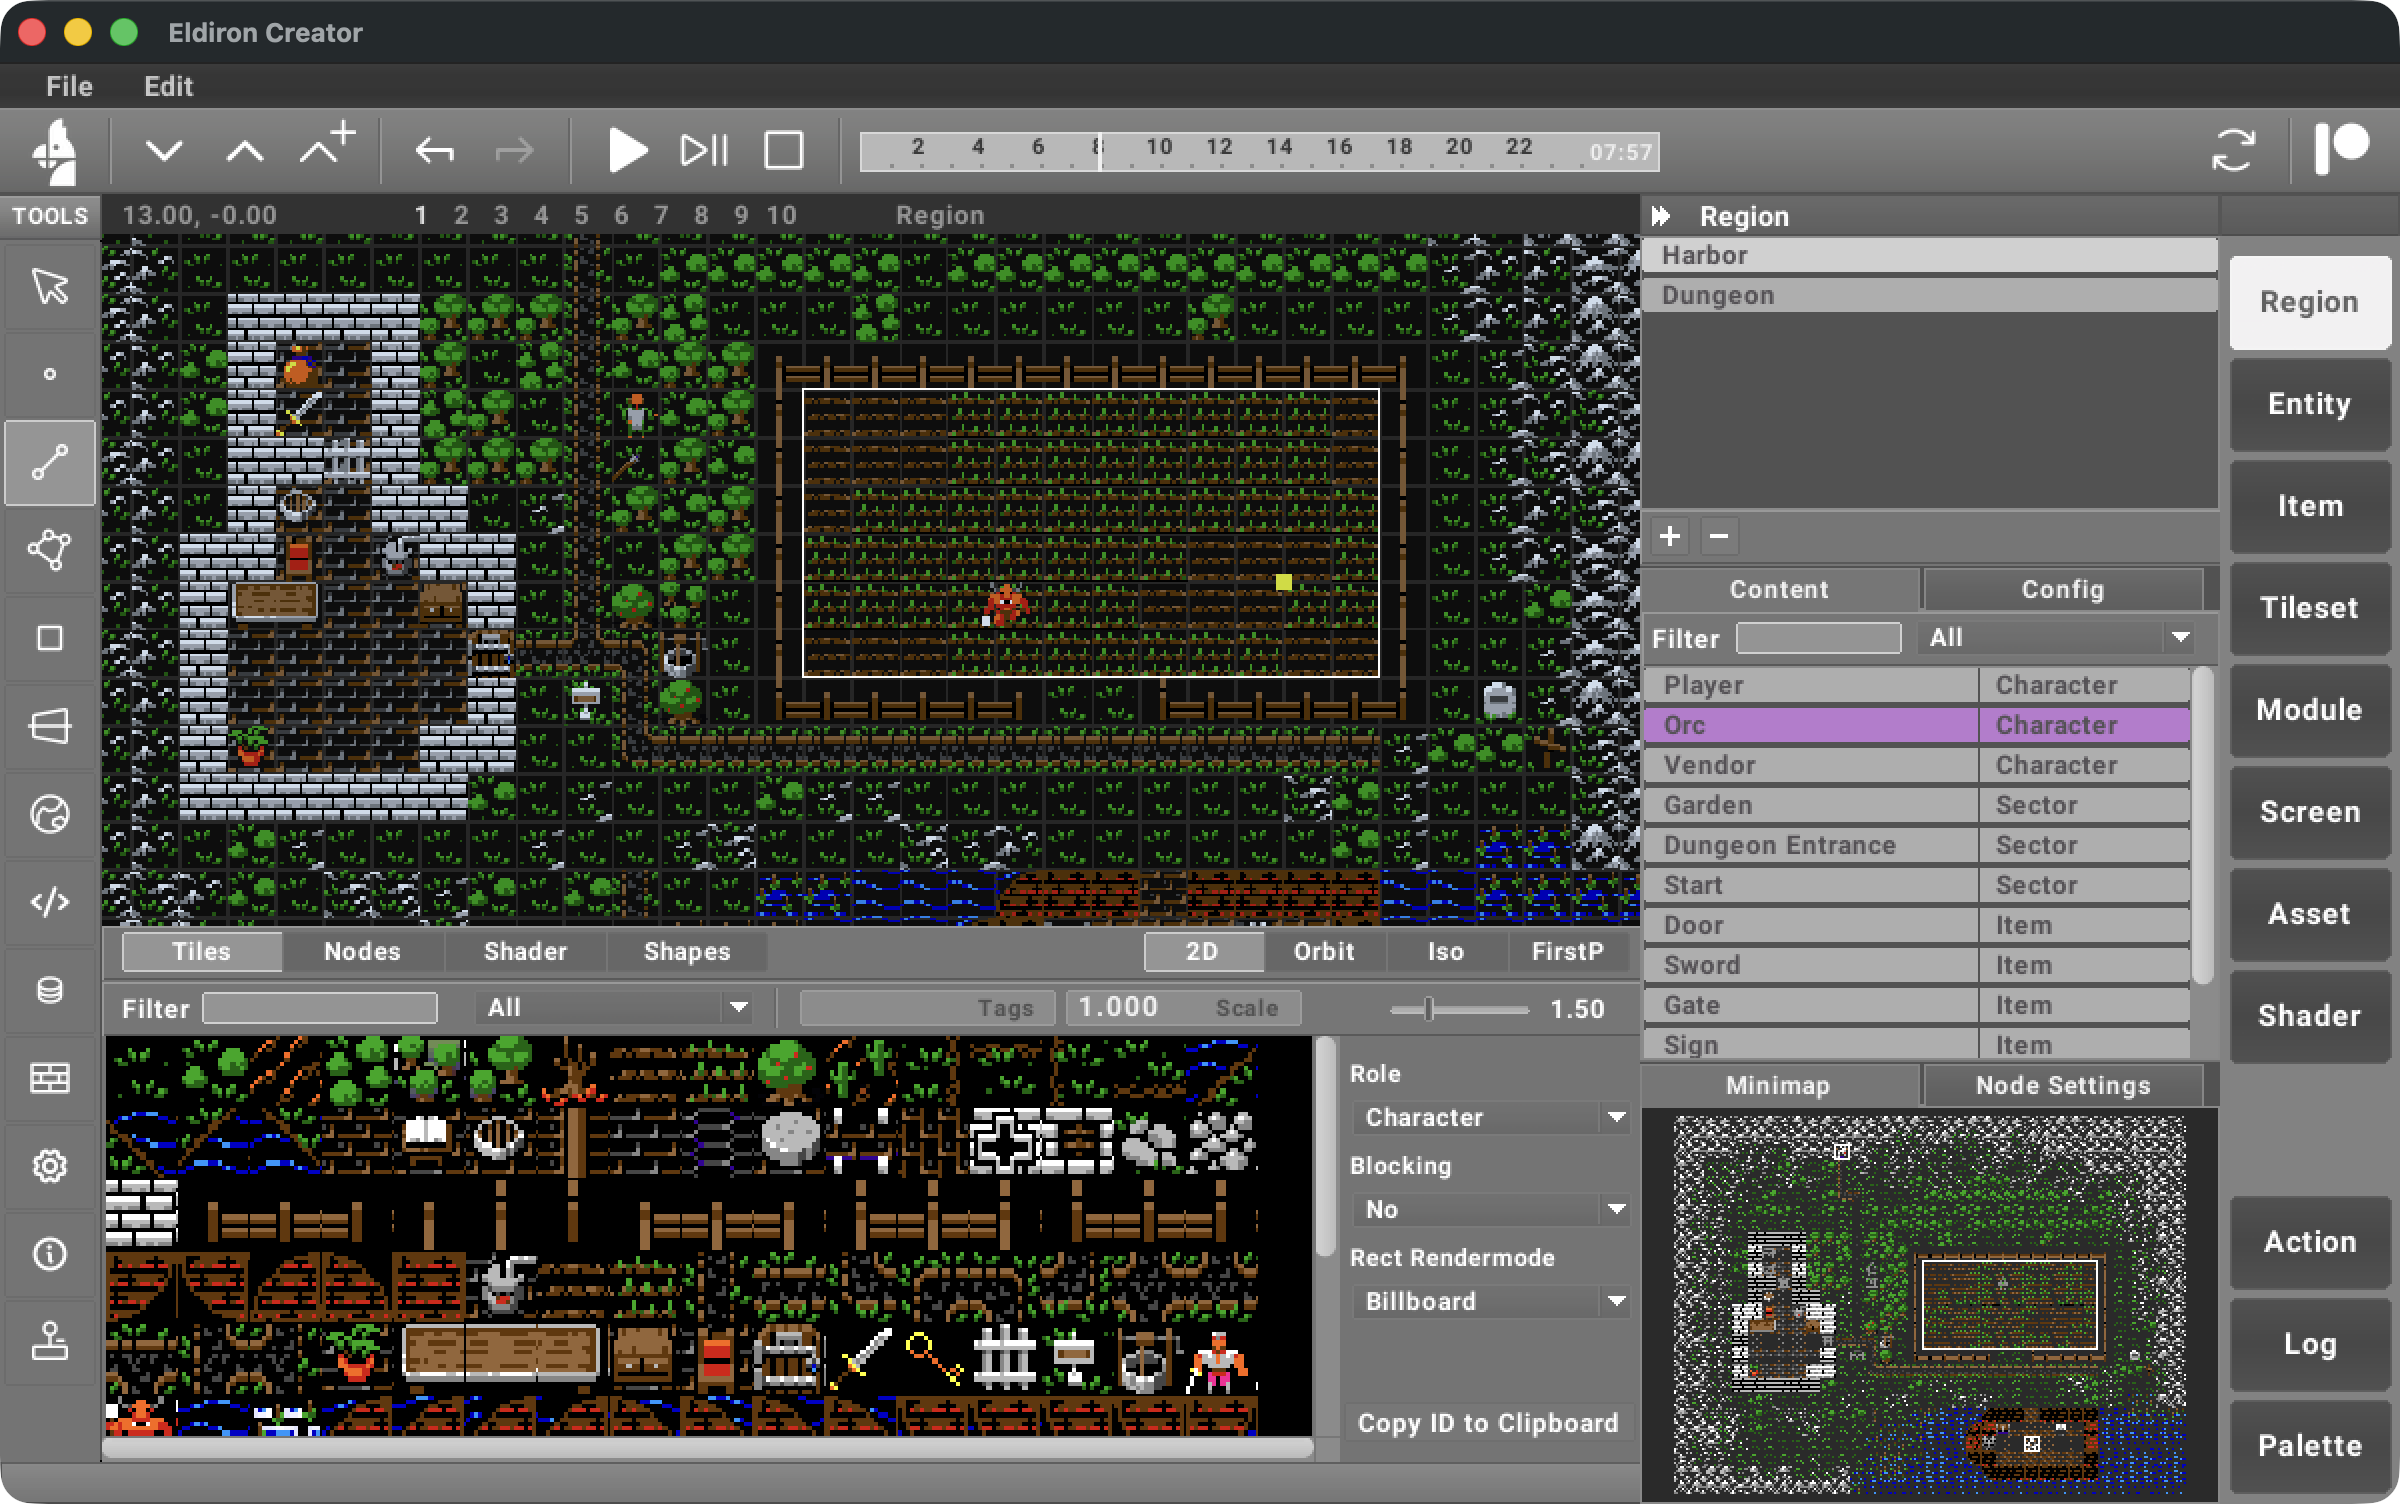 Eldiron Creator
File Edit
2 4 6 8 10 12 14 16 18 20 22 07:57
TOOLS 13.00, -0.00 1 2 3 4 5 6 7 8 9 10 Region
Region
Harbor
Dungeon
Content Config
Filter All
Player Character
Orc Character
Vendor Character
Garden Sector
Dungeon Entrance Sector
Start Sector
Door Item
Sword Item
Gate Item
Sign Item
Minimap Node Settings
Region
Entity
Item
Tileset
Module
Screen
Asset
Shader
Action
Log
Palette
Tiles Nodes Shader Shapes 2D Orbit Iso FirstP
Filter All Tags 1.000 Scale 1.50
Role
Character
Blocking
No
Rect Rendermode
Billboard
Copy ID to Clipboard